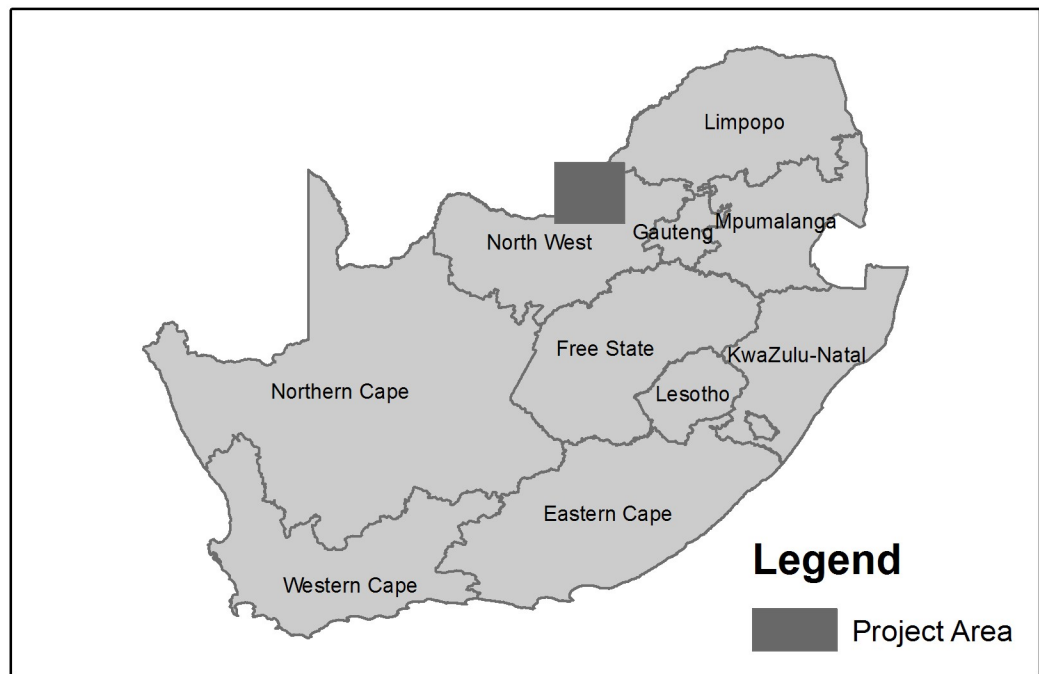 Limpopo
Mpumalanga
Gauteng
North West
Free State
KwaZulu-Natal
Northern Cape
Lesotho
Eastern Cape
Western Cape
Legend
Project Area